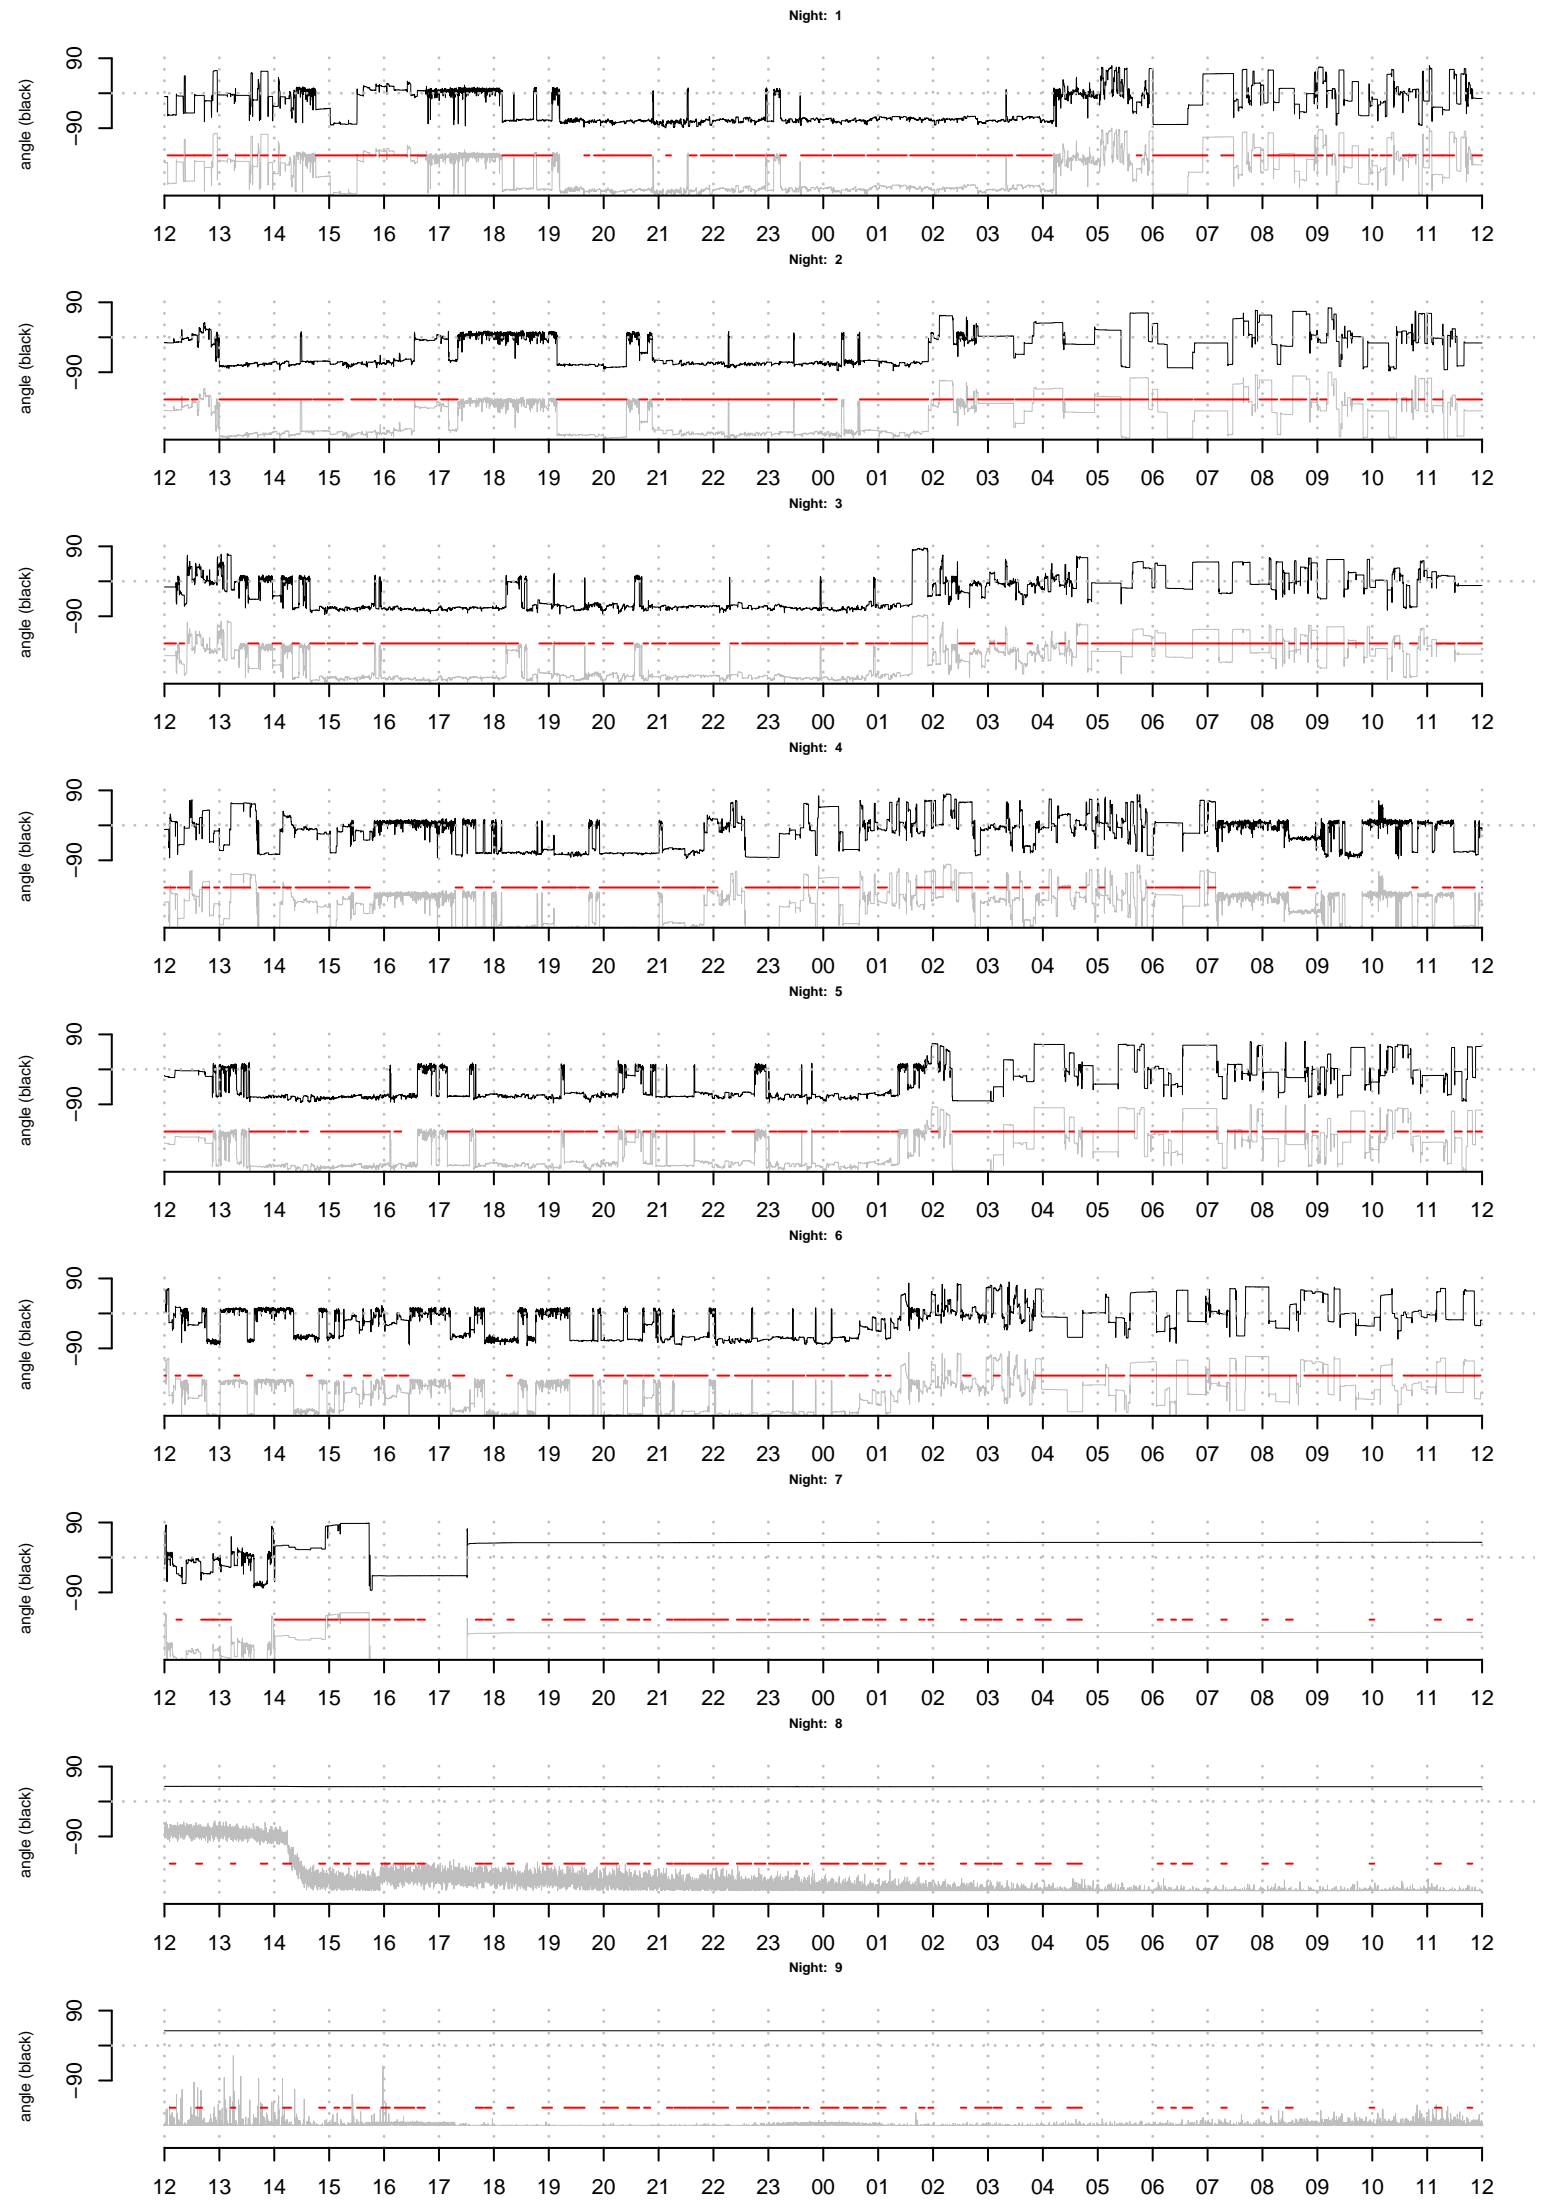 Night: 1
90
-90
angle (black)
12 13 14 15 16 17 18 19 20 21 22 23 00 01 02 03 04 05 06 07 08 09 10 11 12
Night: 2
90
-90
angle (black)
12 13 14 15 16 17 18 19 20 21 22 23 00 01 02 03 04 05 06 07 08 09 10 11 12
Night: 3
90
-90
angle (black)
12 13 14 15 16 17 18 19 20 21 22 23 00 01 02 03 04 05 06 07 08 09 10 11 12
Night: 4
90
-90
angle (black)
12 13 14 15 16 17 18 19 20 21 22 23 00 01 02 03 04 05 06 07 08 09 10 11 12
Night: 5
90
-90
angle (black)
12 13 14 15 16 17 18 19 20 21 22 23 00 01 02 03 04 05 06 07 08 09 10 11 12
Night: 6
90
-90
angle (black)
12 13 14 15 16 17 18 19 20 21 22 23 00 01 02 03 04 05 06 07 08 09 10 11 12
Night: 7
90
-90
angle (black)
12 13 14 15 16 17 18 19 20 21 22 23 00 01 02 03 04 05 06 07 08 09 10 11 12
Night: 8
90
-90
angle (black)
12 13 14 15 16 17 18 19 20 21 22 23 00 01 02 03 04 05 06 07 08 09 10 11 12
Night: 9
90
-90
angle (black)
12 13 14 15 16 17 18 19 20 21 22 23 00 01 02 03 04 05 06 07 08 09 10 11 12